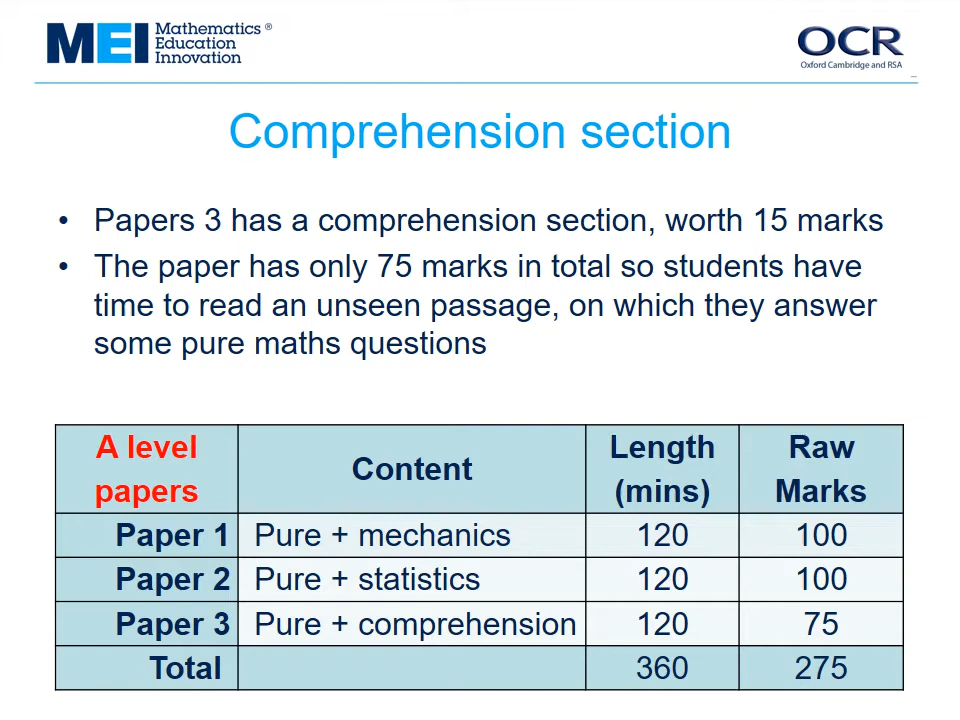 MEI Mathematics ®
Education
Innovation
OCR
Oxford Cambridge and RSA
Comprehension section
• Papers 3 has a comprehension section, worth 15 marks
• The paper has only 75 marks in total so students have
time to read an unseen passage, on which they answer
some pure maths questions
A level papers Content Length (mins) Raw Marks
Paper 1 Pure + mechanics 120 100
Paper 2 Pure + statistics 120 100
Paper 3 Pure + comprehension 120 75
Total 360 275